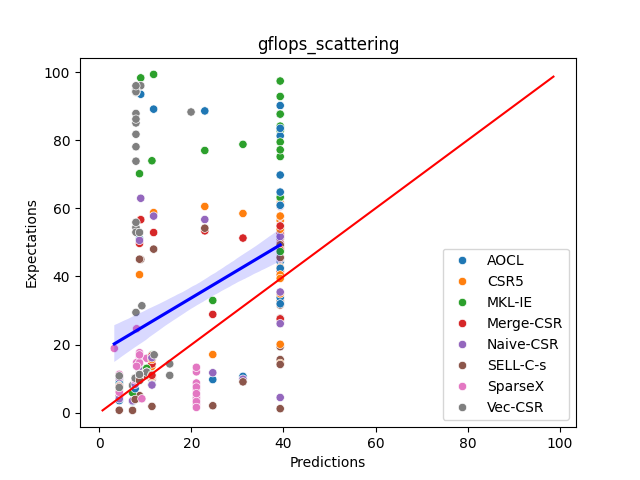 gflops_scattering
Expectations
100
80
60
40
20
0
0 20 40 60 80 100
Predictions
AOCL
CSR5
MKL-IE
Merge-CSR
Naive-CSR
SELL-C-s
SparseX
Vec-CSR